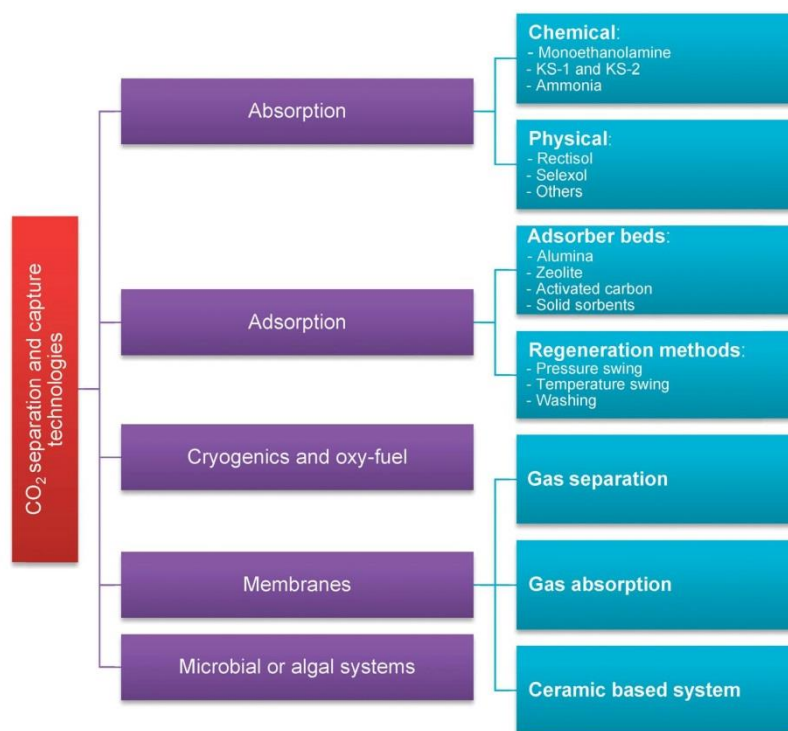 CO₂ separation and capture
technologies
Absorption
Chemical:
- Monoethanolamine
- KS-1 and KS-2
- Ammonia
Physical:
- Rectisol
- Selexol
- Others
Adsorption
Adsorber beds:
- Alumina
- Zeolite
- Activated carbon
- Solid sorbents
Regeneration methods:
- Pressure swing
- Temperature swing
- Washing
Cryogenics and oxy-fuel
Membranes
Gas separation
Gas absorption
Ceramic based system
Microbial or algal systems